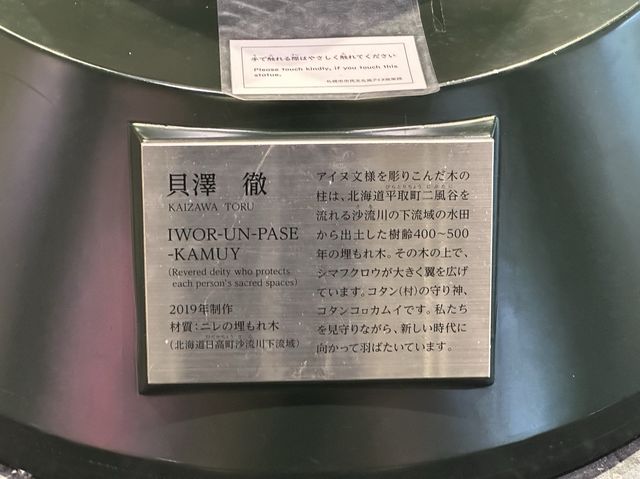 手で触れる際はやさしく触れてください
Please touch kindly, if you touch this
statue.
貝澤 徹
KAIZAWA TORU
IWOR-UN-PASE
-KAMUY
(Revered deity who protects
each person's sacred spaces)
2019年制作
材質：ニレの埋もれ木
（北海道日高町沙流川下流域）
アイヌ文様を彫りこんだ木の
柱は、北海道平取町二風谷を
流れる沙流川の下流域の水田
から出土した樹齢400～500
年の埋もれ木。その木の上で、
シマフクロウが大きく翼を広げ
ています。コタン（村）の守り神、
コタンコㇿカムイです。私たち
を見守りながら、新しい時代に
向かって羽ばたいています。